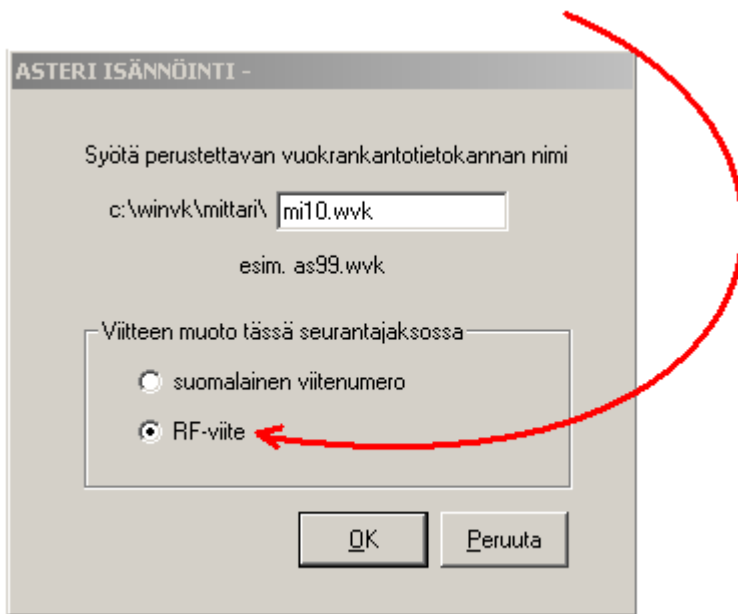 ASTERI ISÄNNÖINTI -
Syötä perustettavan vuokrankantotietokannan nimi
c:\winvk\mittari\ mi10.wvk
esim. as99.wvk
Viitteen muoto tässä seurantajaksossa
suomalainen viitenumero
RF-viite
OK Peruuta